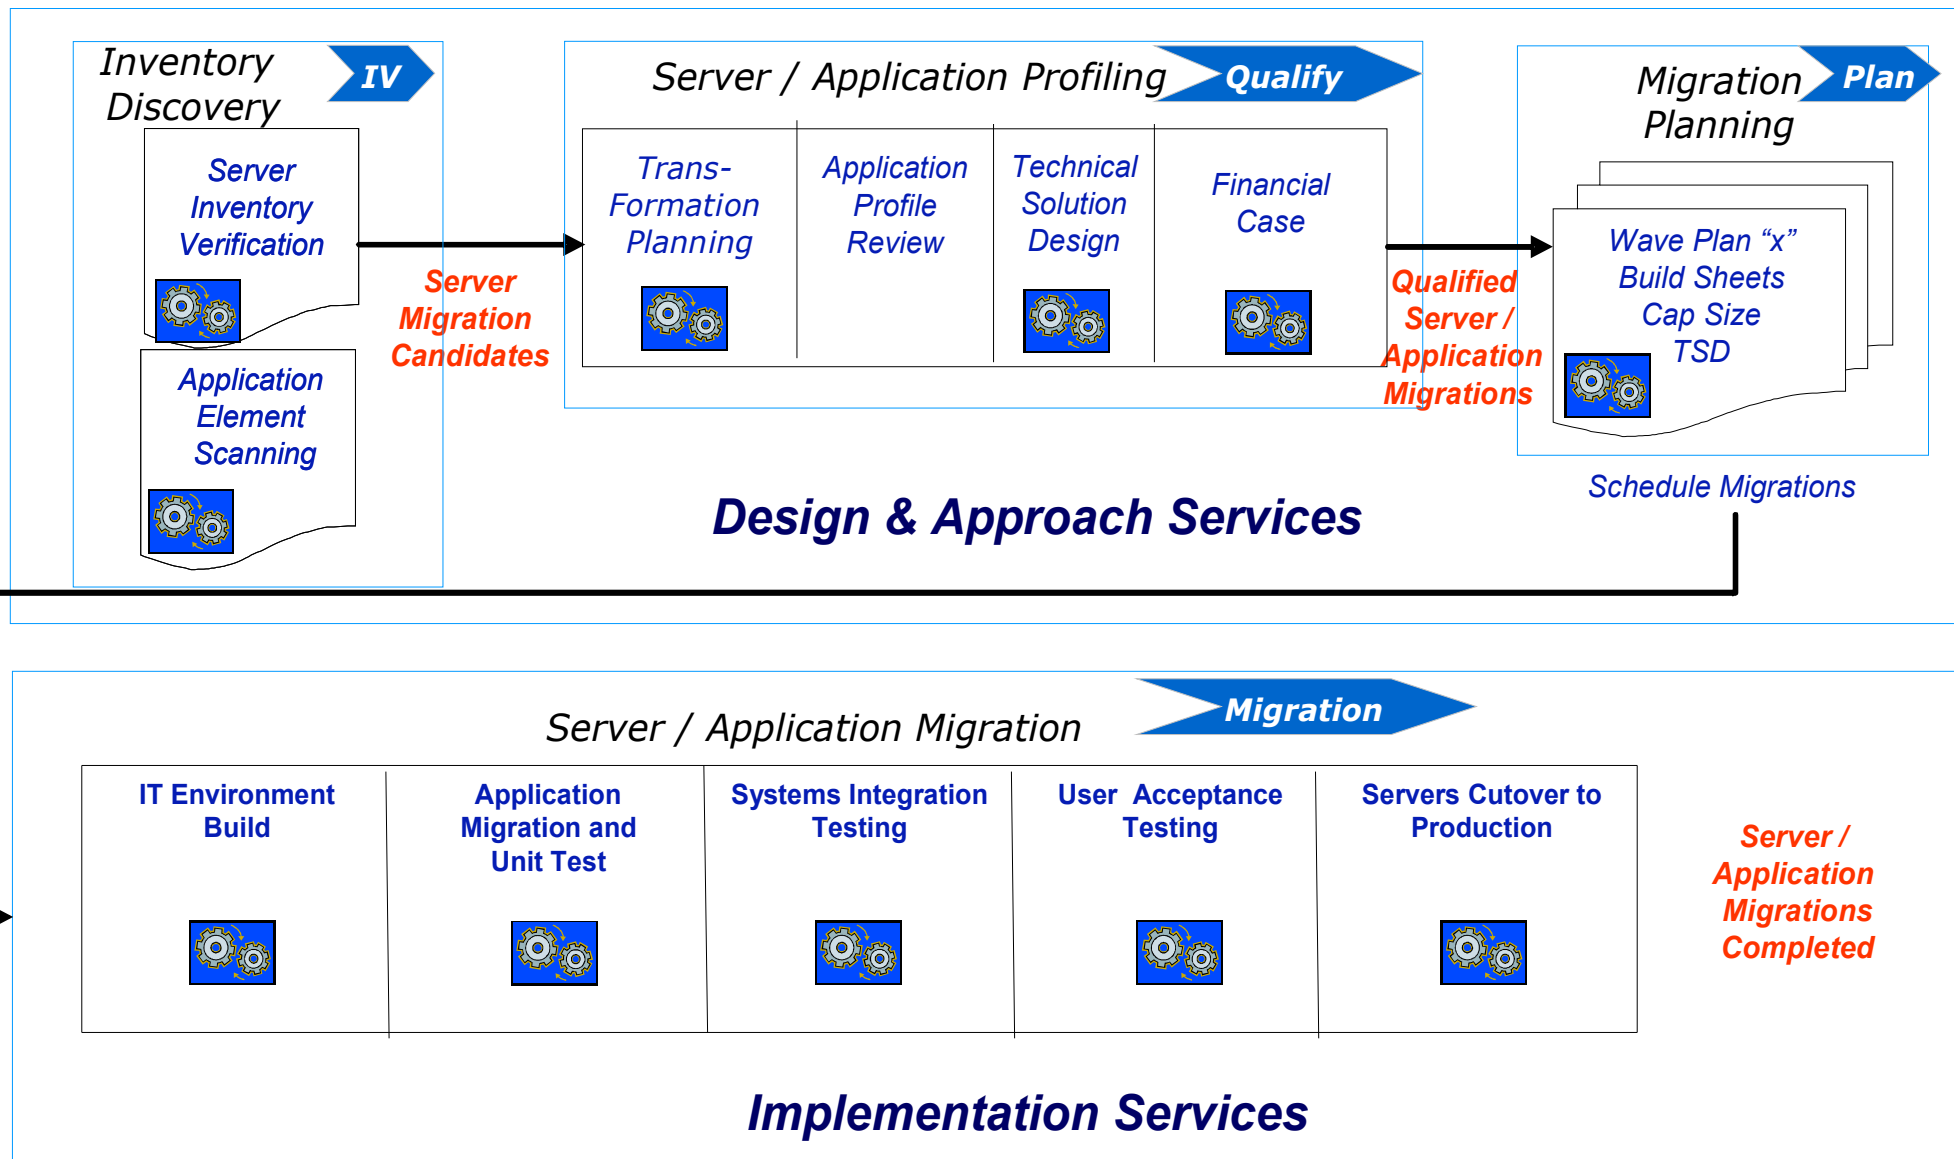 Inventory
Discovery
IV
Server
Inventory
Verification
Application
Element
Scanning
Server
Migration
Candidates
Server / Application Profiling
Qualify
Trans-
Formation
Planning
Application
Profile
Review
Technical
Solution
Design
Financial
Case
Qualified
Server /
Application
Migrations
Migration
Planning
Plan
Wave Plan “x”
Build Sheets
Cap Size
TSD
Schedule Migrations
Design & Approach Services
Server / Application Migration
Migration
IT Environment
Build
Application
Migration and
Unit Test
Systems Integration
Testing
User Acceptance
Testing
Servers Cutover to
Production
Server /
Application
Migrations
Completed
Implementation Services